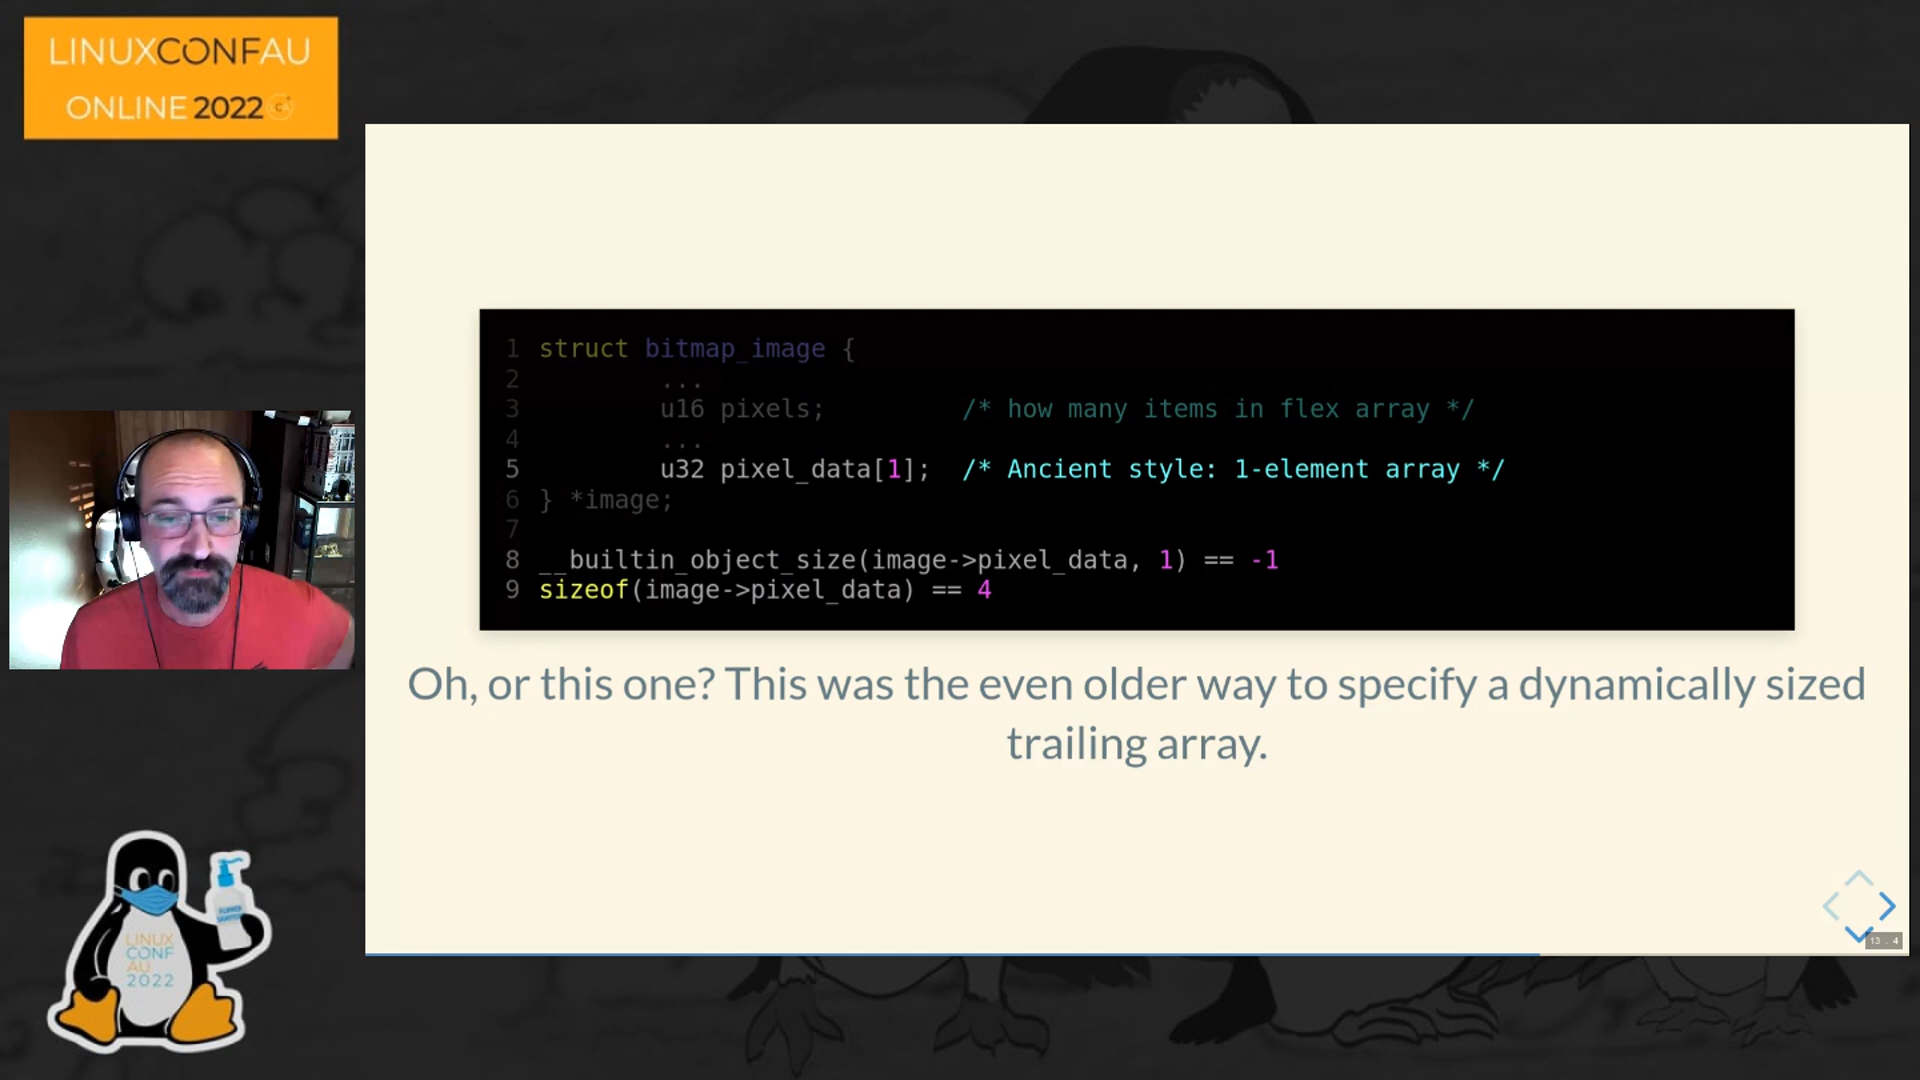 LINUXCONFAU
ONLINE 2022
1 struct bitmap_image {
2 ...
3 u16 pixels; /* how many items in flex array */
4 ...
5 u32 pixel_data[1]; /* Ancient style: 1-element array */
6 } *image;
7
8 __builtin_object_size(image->pixel_data, 1) == -1
9 sizeof(image->pixel_data) == 4
Oh, or this one? This was the even older way to specify a dynamically sized
trailing array.
LINUX
CONF
AU
2022
13 . 4